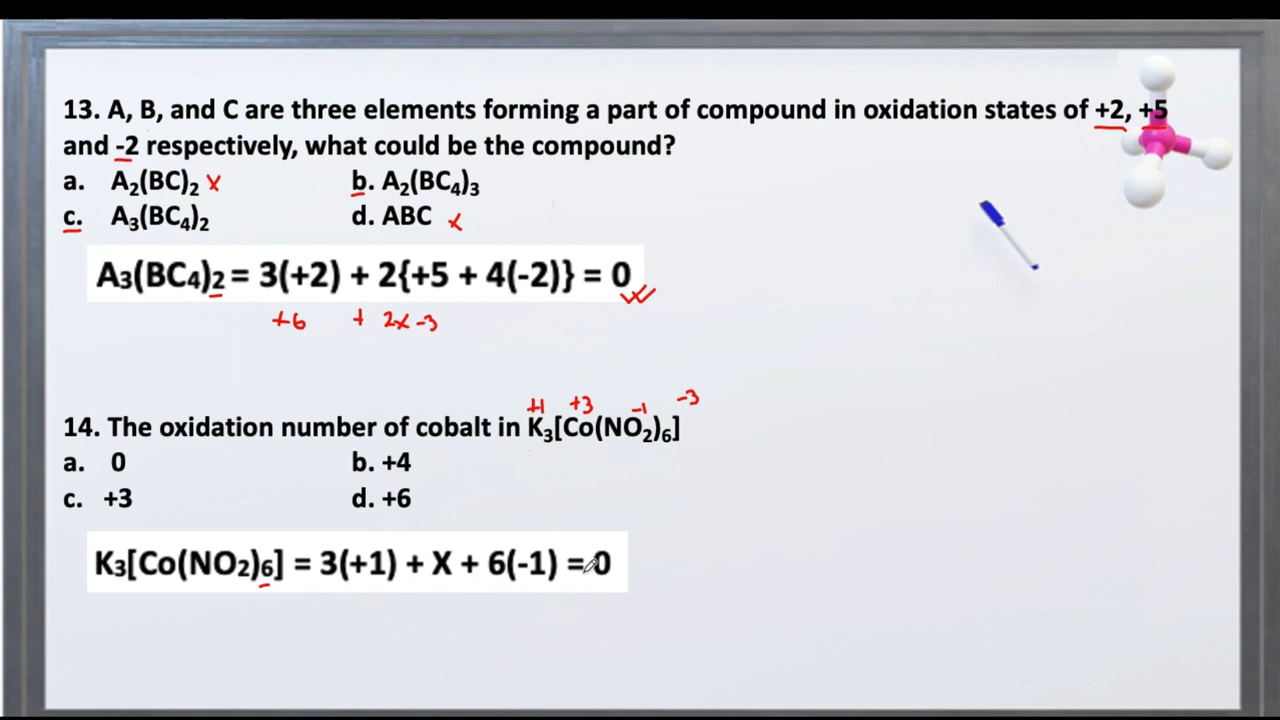 13. A, B, and C are three elements forming a part of compound in oxidation states of +2, +5
and -2 respectively, what could be the compound?
a. A₂(BC)₂ x b. A₂(BC₄)₃
c. A₃(BC₄)₂ d. ABC x
A3(BC4)2 = 3(+2) + 2{+5 + 4(-2)} = 0
+6 + 2x -3
+1 +3 -1 -3
14. The oxidation number of cobalt in K₃[Co(NO₂)₆]
a. 0 b. +4
c. +3 d. +6
K3[Co(NO2)6] = 3(+1) + X + 6(-1) = 0